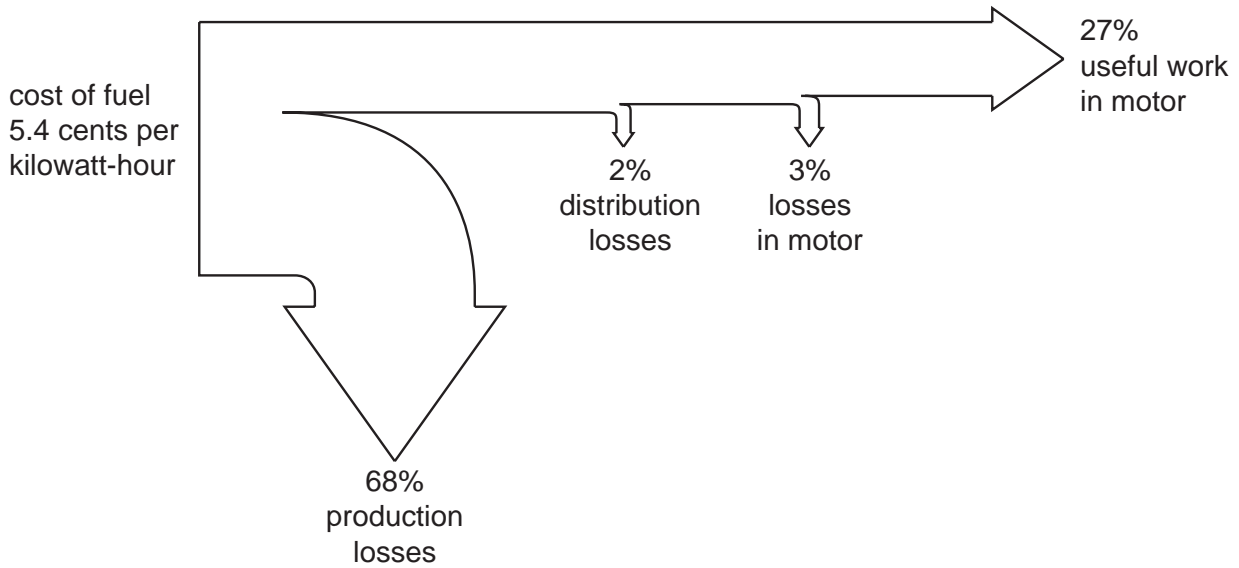 27%
useful work
in motor
cost of fuel
5.4 cents per
kilowatt-hour
2%
distribution
losses
3%
losses
in motor
68%
production
losses